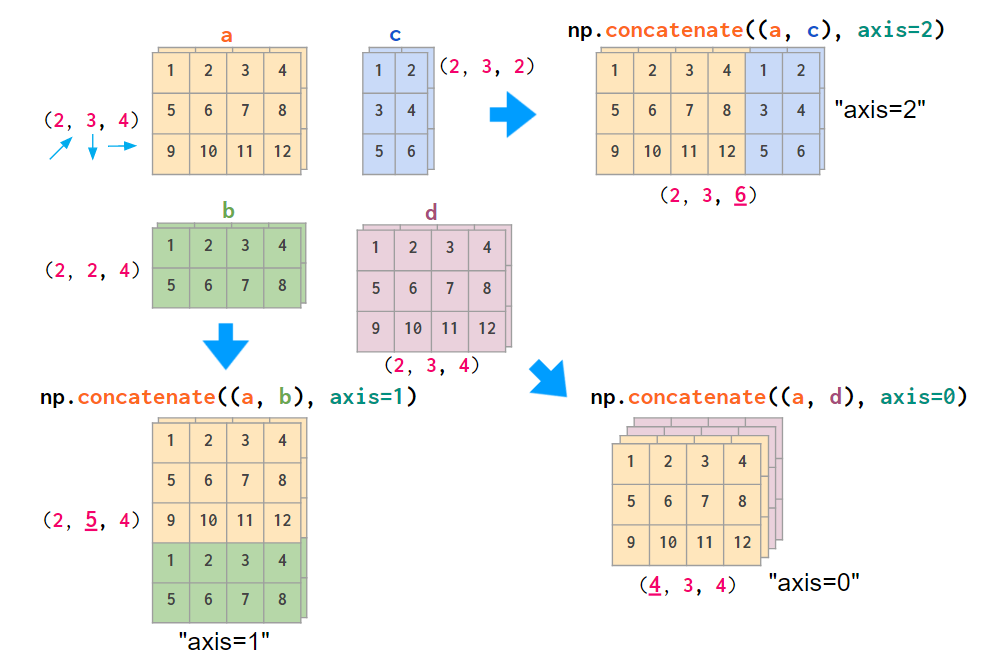 a
1 2 3 4
5 6 7 8
9 10 11 12
(2, 3, 4)
c
1 2
3 4
5 6
(2, 3, 2)
np.concatenate((a, c), axis=2)
1 2 3 4 1 2
5 6 7 8 3 4
9 10 11 12 5 6
"axis=2"
(2, 3, 6)
b
1 2 3 4
5 6 7 8
(2, 2, 4)
d
1 2 3 4
5 6 7 8
9 10 11 12
(2, 3, 4)
np.concatenate((a, b), axis=1)
1 2 3 4
5 6 7 8
9 10 11 12
1 2 3 4
5 6 7 8
(2, 5, 4)
"axis=1"
np.concatenate((a, d), axis=0)
1 2 3 4
5 6 7 8
9 10 11 12
(4, 3, 4)
"axis=0"